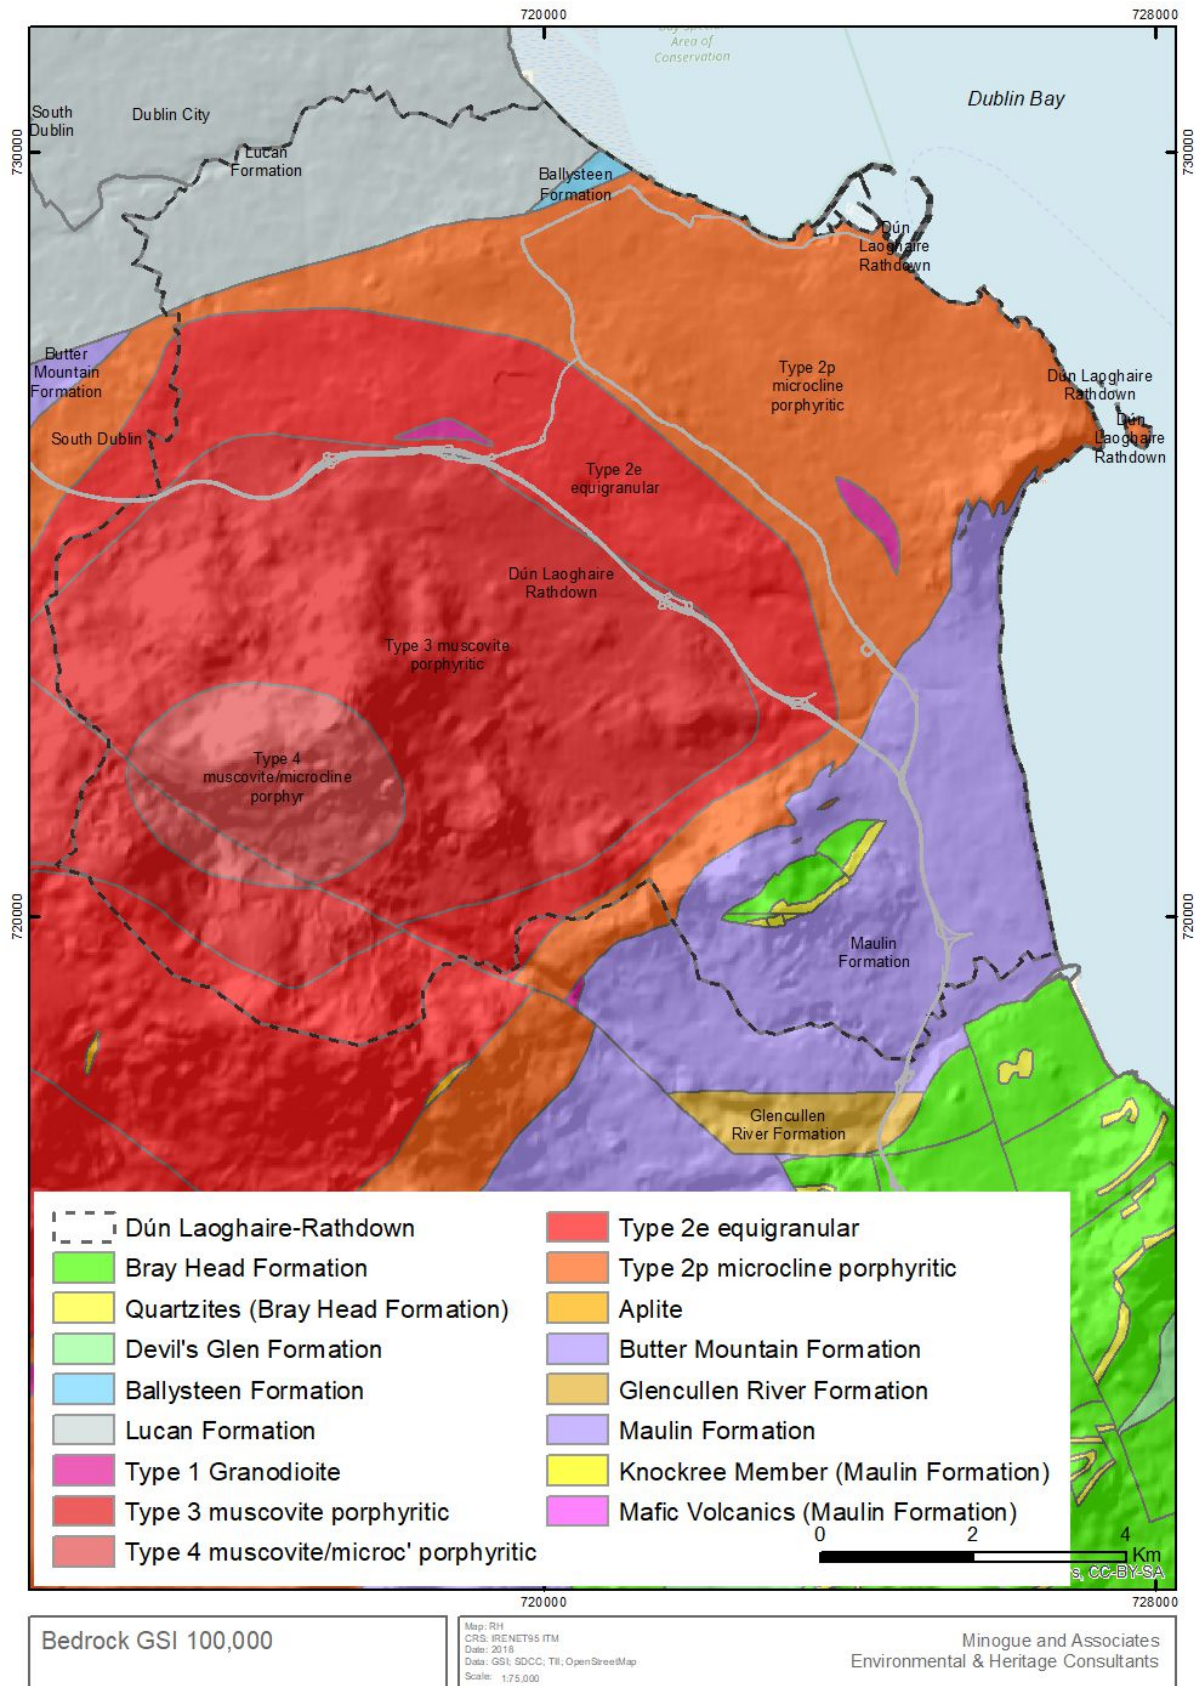 720000
728000
Area of
Conservation
Dublin Bay
South
Dublin
Dublin City
730000
730000
Lucan
Formation
Ballysteen
Formation
Dún
Laoghaire
Rathdown
Butter
Mountain
Formation
Type 2p
microcline
porphyritic
Dún Laoghaire
Rathdown
Dún
Laoghaire
Rathdown
South Dublin
Type 2e
equigranular
Dún Laoghaire
Rathdown
Type 3 muscovite
porphyritic
Type 4
muscovite/microcline
porphyr
720000
720000
Maulin
Formation
Glencullen
River Formation
Dún Laoghaire-Rathdown
Bray Head Formation
Quartzites (Bray Head Formation)
Devil's Glen Formation
Ballysteen Formation
Lucan Formation
Type 1 Granodioite
Type 3 muscovite porphyritic
Type 4 muscovite/microc' porphyritic
Type 2e equigranular
Type 2p microcline porphyritic
Aplite
Butter Mountain Formation
Glencullen River Formation
Maulin Formation
Knockree Member (Maulin Formation)
Mafic Volcanics (Maulin Formation)
0 2 4
Km
s, CC-BY-SA
720000
728000
Bedrock GSI 100,000
Map: RH
CRS: IRENET95 ITM
Date: 2018
Data: GSI; SDCC; TII; OpenStreetMap
Scale: 1:75,000
Minogue and Associates
Environmental & Heritage Consultants